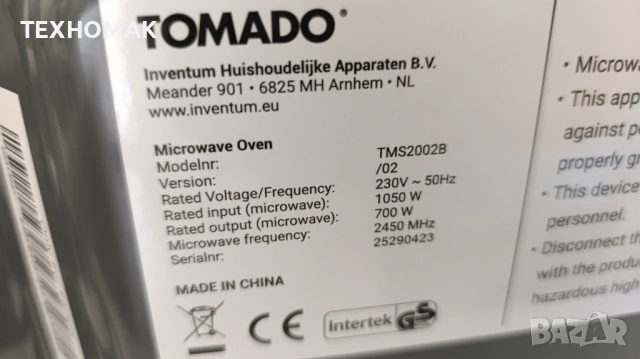 ТЕХНОМАК
TOMADO
Inventum Huishoudelijke Apparaten B.V.
Meander 901 • 6825 MH Arnhem • NL
www.inventum.eu
Microwave Oven
Modelnr: TMS2002B
Version: /02
Rated Voltage/Frequency: 230V ~ 50Hz
Rated input (microwave): 1050 W
Rated output (microwave): 700 W
Microwave frequency: 2450 MHz
Serialnr: 25290423
MADE IN CHINA
CE
Intertek GS
• Microwa
• This app
against p
properly gr
• This device
personnel.
• Disconnect th
with the produ
hazardous high
BAZAR